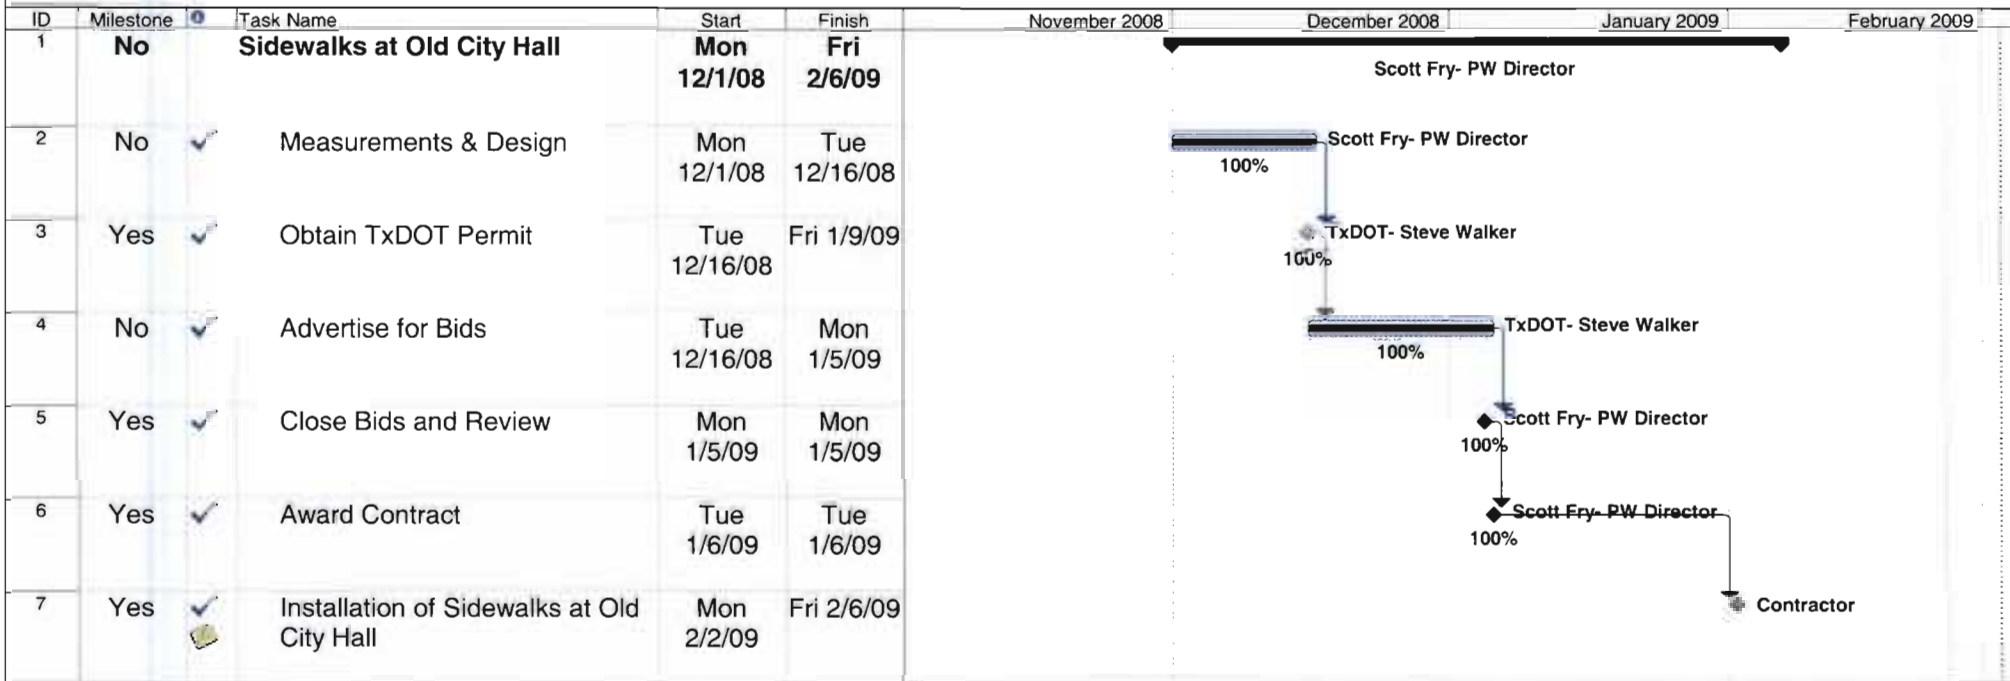 ID Milestone Task Name Start Finish November 2008 December 2008 January 2009 February 2009
1 No Sidewalks at Old City Hall Mon Fri
12/1/08 2/6/09
Scott Fry- PW Director
2 No Measurements & Design Mon Tue Scott Fry- PW Director
12/1/08 12/16/08 100%
3 Yes Obtain TxDOT Permit Tue Fri 1/9/09 TxDOT- Steve Walker
12/16/08 100%
4 No Advertise for Bids Tue Mon TxDOT- Steve Walker
12/16/08 1/5/09 100%
5 Yes Close Bids and Review Mon Mon Scott Fry- PW Director
1/5/09 1/5/09 100%
6 Yes Award Contract Tue Tue Scott Fry- PW Director
1/6/09 1/6/09 100%
7 Yes Installation of Sidewalks at Old Mon Fri 2/6/09 Contractor
City Hall 2/2/09